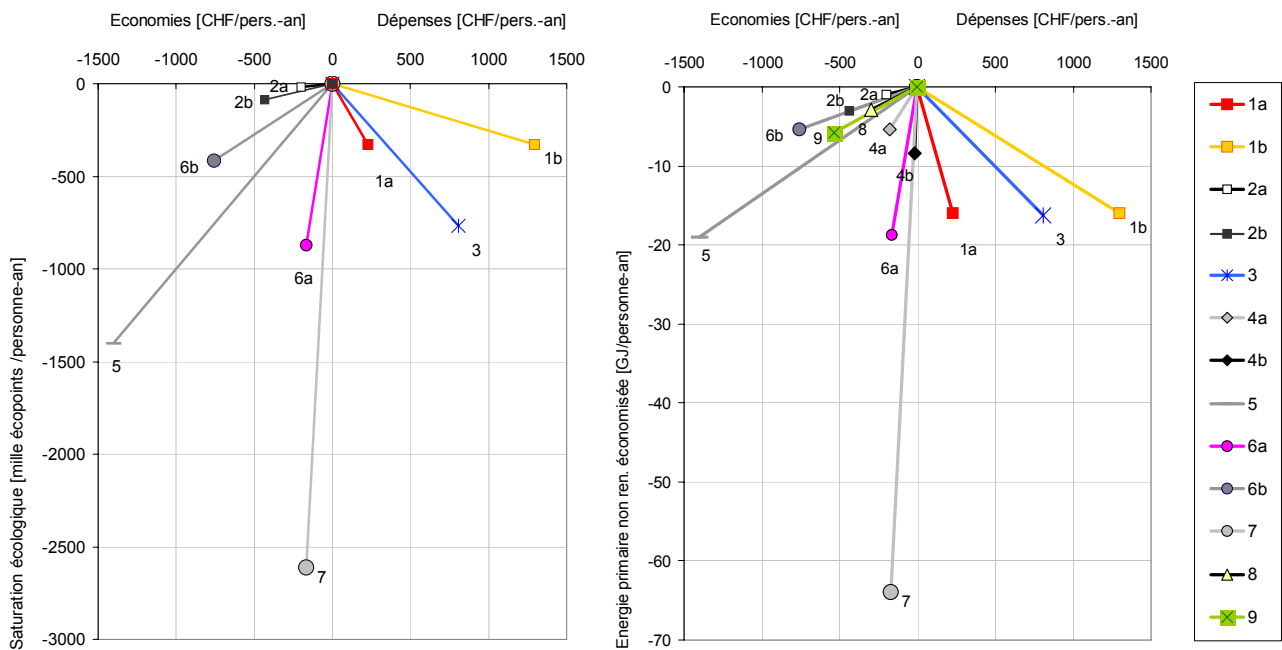 Economies [CHF/pers.-an] Dépenses [CHF/pers.-an]
-1500 -1000 -500 0 500 1000 1500
0
-500
-1000
-1500
-2000
-2500
-3000
Saturation écologique [mille écopoints /personne-an]
2a
2b
6b
1a
1b
3
6a
5
7
Economies [CHF/pers.-an] Dépenses [CHF/pers.-an]
-1500 -1000 -500 0 500 1000 1500
0
-10
-20
-30
-40
-50
-60
-70
Energie primaire non ren. économisée [GJ/personne-an]
2a
2b
6b
9
8
4a
4b
5
6a
1a
3
1b
7
1a
1b
2a
2b
3
4a
4b
5
6a
6b
7
8
9